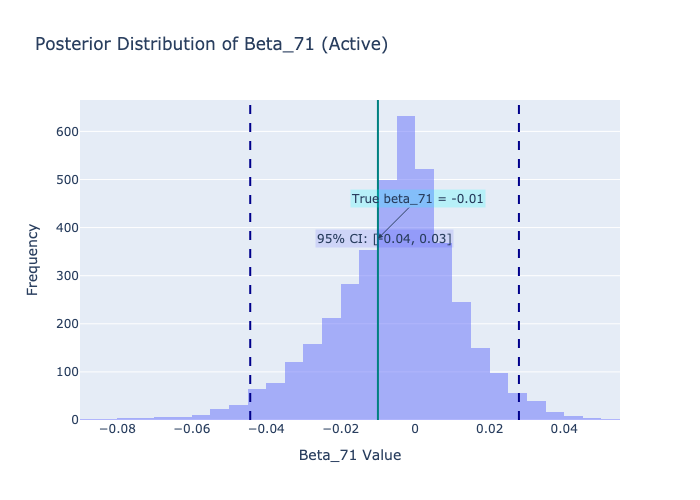 Posterior Distribution of Beta_71 (Active)
600
500
400
300
200
100
0
Frequency
True beta_71 = -0.01
95% CI: [-0.04, 0.03]
−0.08
−0.06
−0.04
−0.02
0
0.02
0.04
Beta_71 Value